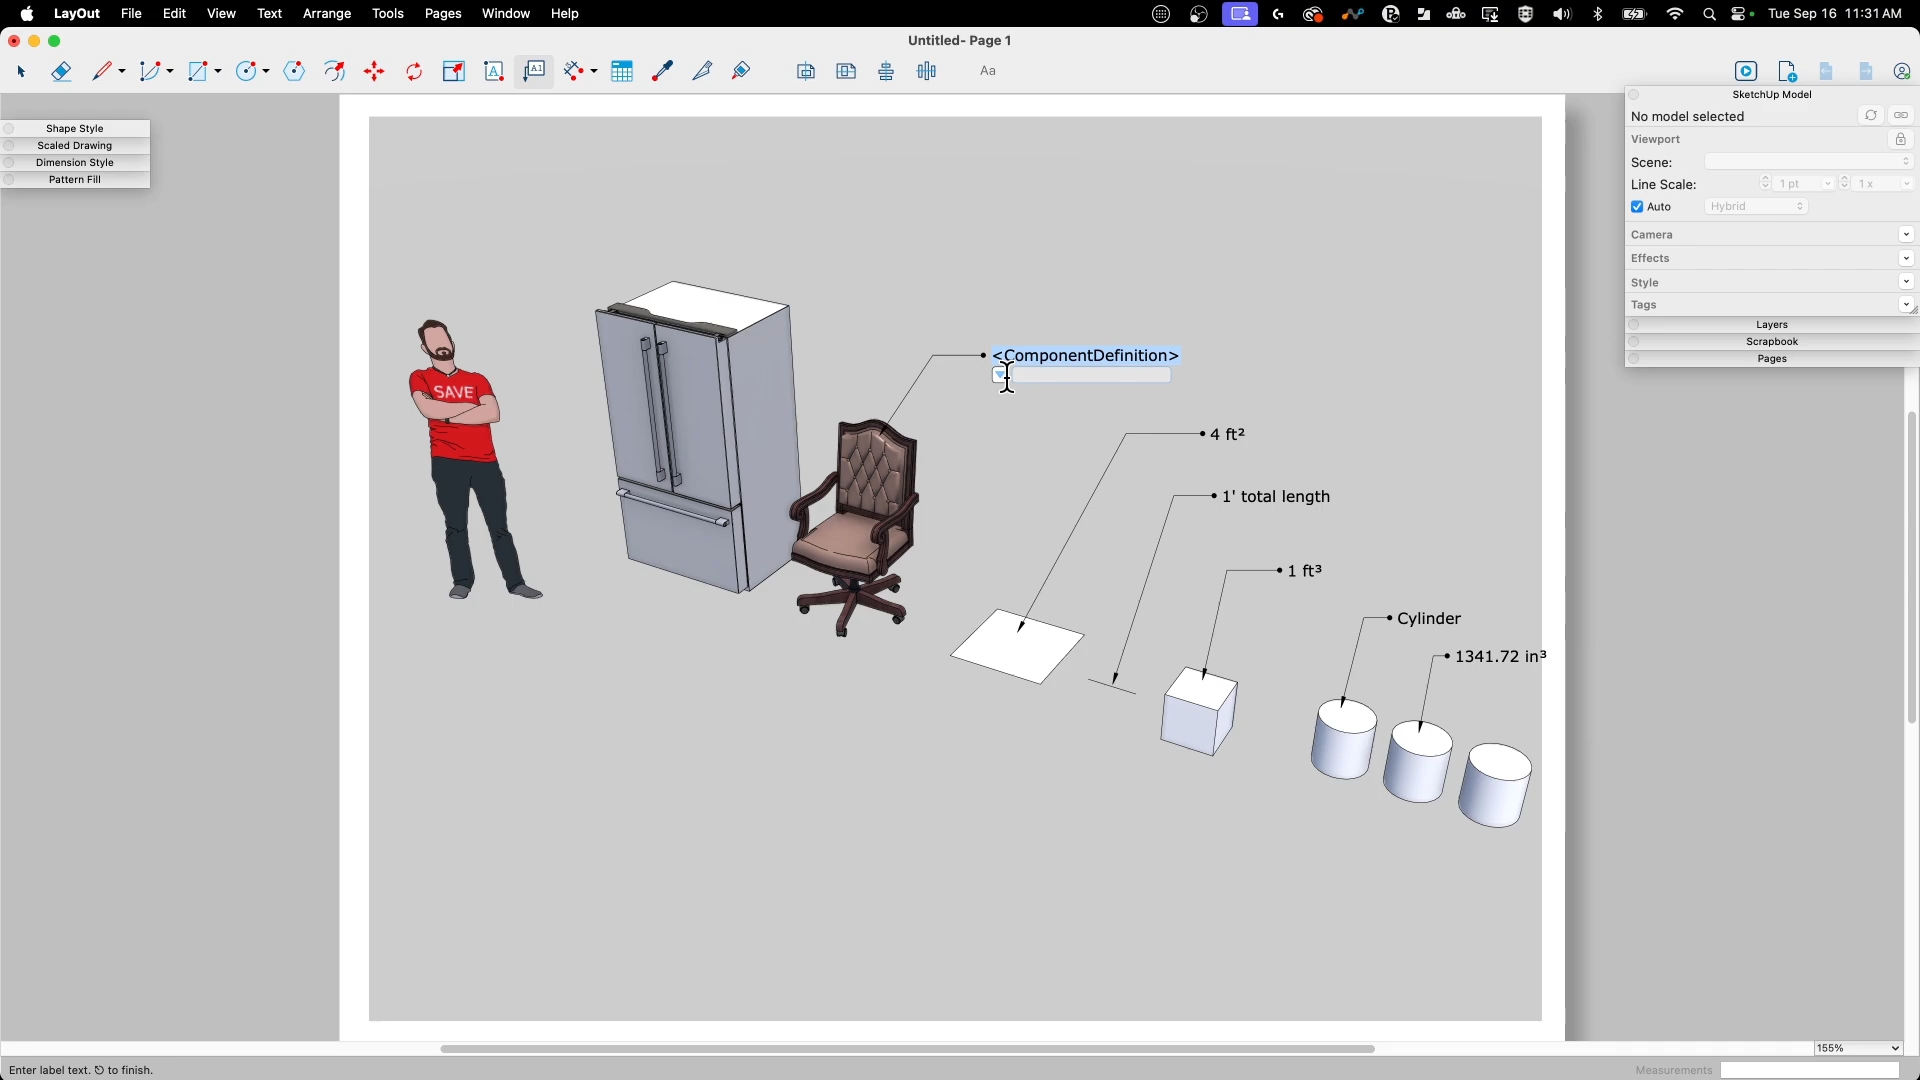 LayOut File Edit View Text Arrange Tools Pages Window Help Tue Sep 16 11:31 AM
Untitled- Page 1
Aa
SketchUp Model
No model selected
Viewport
Scene:
Line Scale: 1 pt 1 x
Auto Hybrid
Camera
Effects
Style
Tags
Layers
Scrapbook
Pages
Shape Style
Scaled Drawing
Dimension Style
Pattern Fill
SAVE
<ComponentDefinition>
4 ft²
1' total length
1 ft³
Cylinder
1341.72 in³
155%
Enter label text. ⎋ to finish.
Measurements